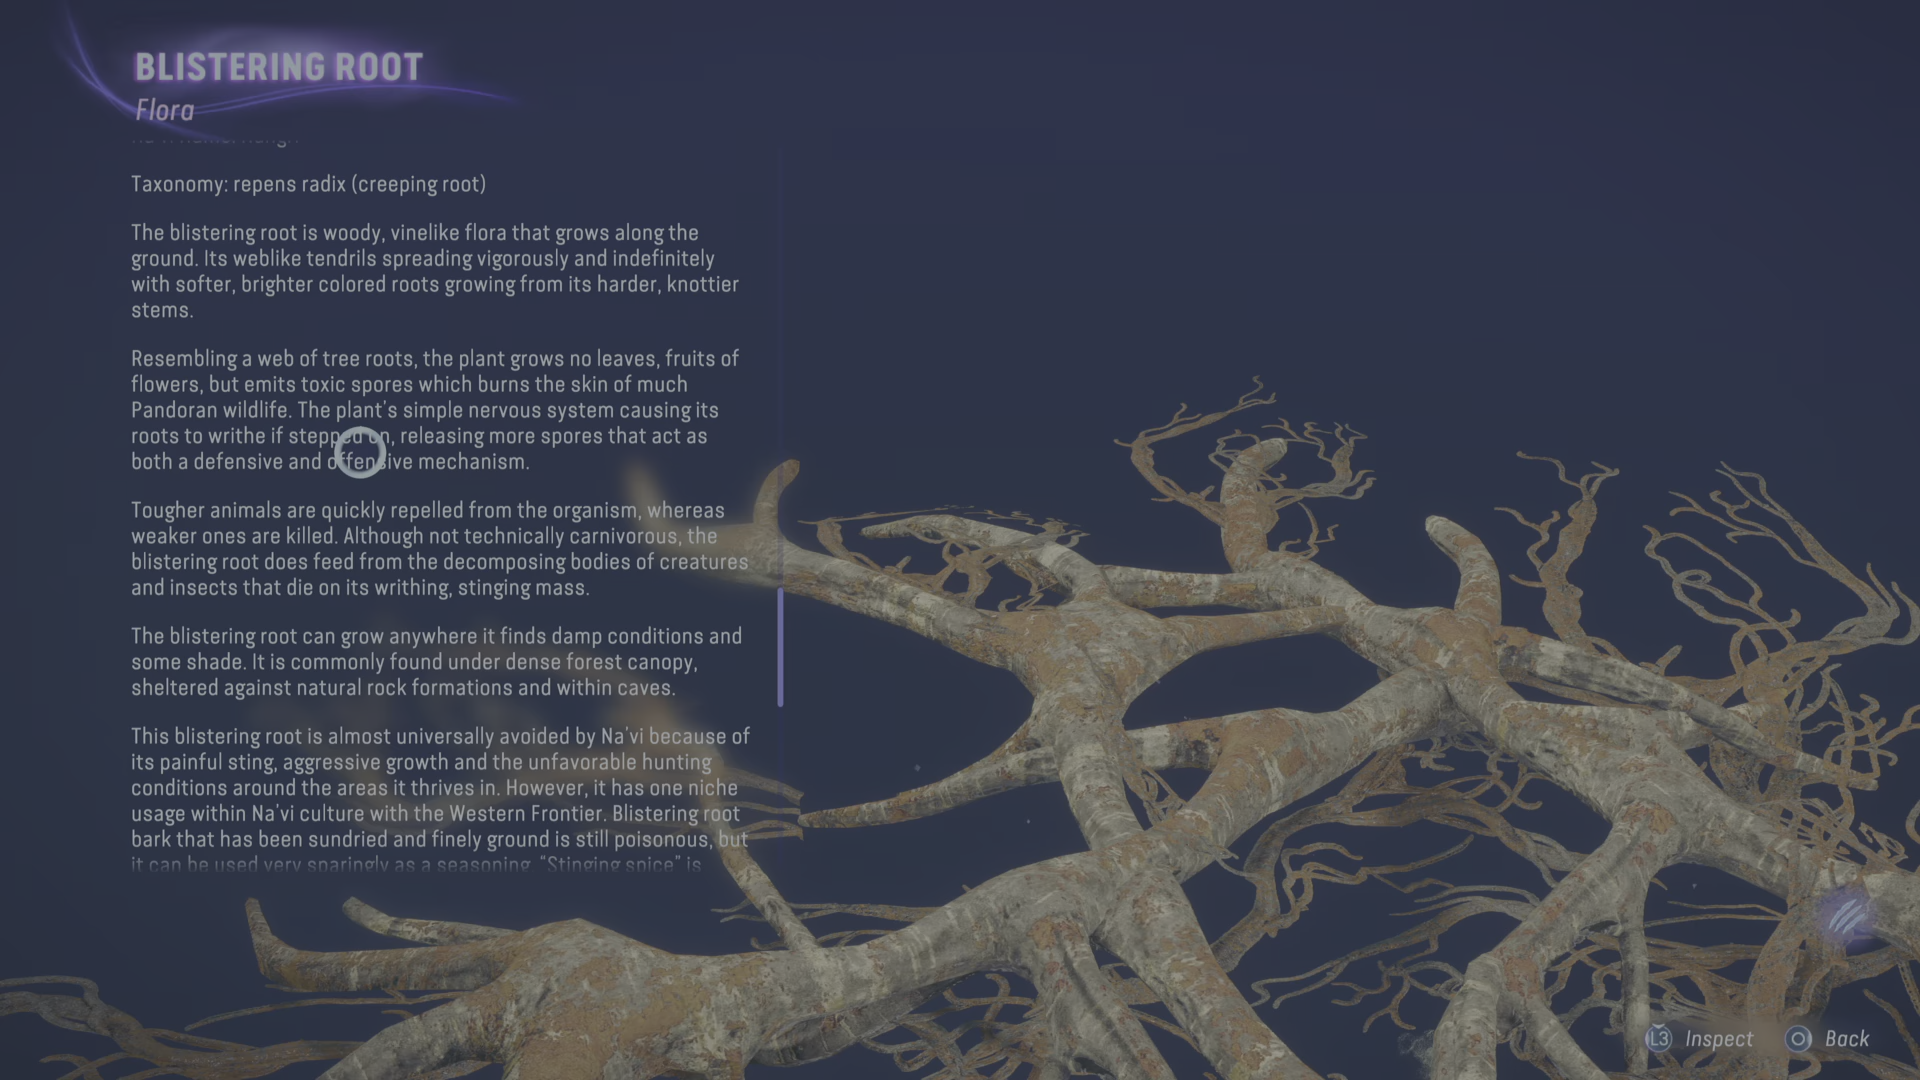 BLISTERING ROOT
Flora
Taxonomy: repens radix (creeping root)
The blistering root is woody, vinelike flora that grows along the
ground. Its weblike tendrils spreading vigorously and indefinitely
with softer, brighter colored roots growing from its harder, knottier
stems.
Resembling a web of tree roots, the plant grows no leaves, fruits of
flowers, but emits toxic spores which burns the skin of much
Pandoran wildlife. The plant's simple nervous system causing its
roots to writhe if stepped on, releasing more spores that act as
both a defensive and offensive mechanism.
Tougher animals are quickly repelled from the organism, whereas
weaker ones are killed. Although not technically carnivorous, the
blistering root does feed from the decomposing bodies of creatures
and insects that die on its writhing, stinging mass.
The blistering root can grow anywhere it finds damp conditions and
some shade. It is commonly found under dense forest canopy,
sheltered against natural rock formations and within caves.
This blistering root is almost universally avoided by Na'vi because of
its painful sting, aggressive growth and the unfavorable hunting
conditions around the areas it thrives in. However, it has one niche
usage within Na'vi culture with the Western Frontier. Blistering root
bark that has been sundried and finely ground is still poisonous, but
it can be used very sparingly as a seasoning. "Stinging spice" is
L3 Inspect
Back